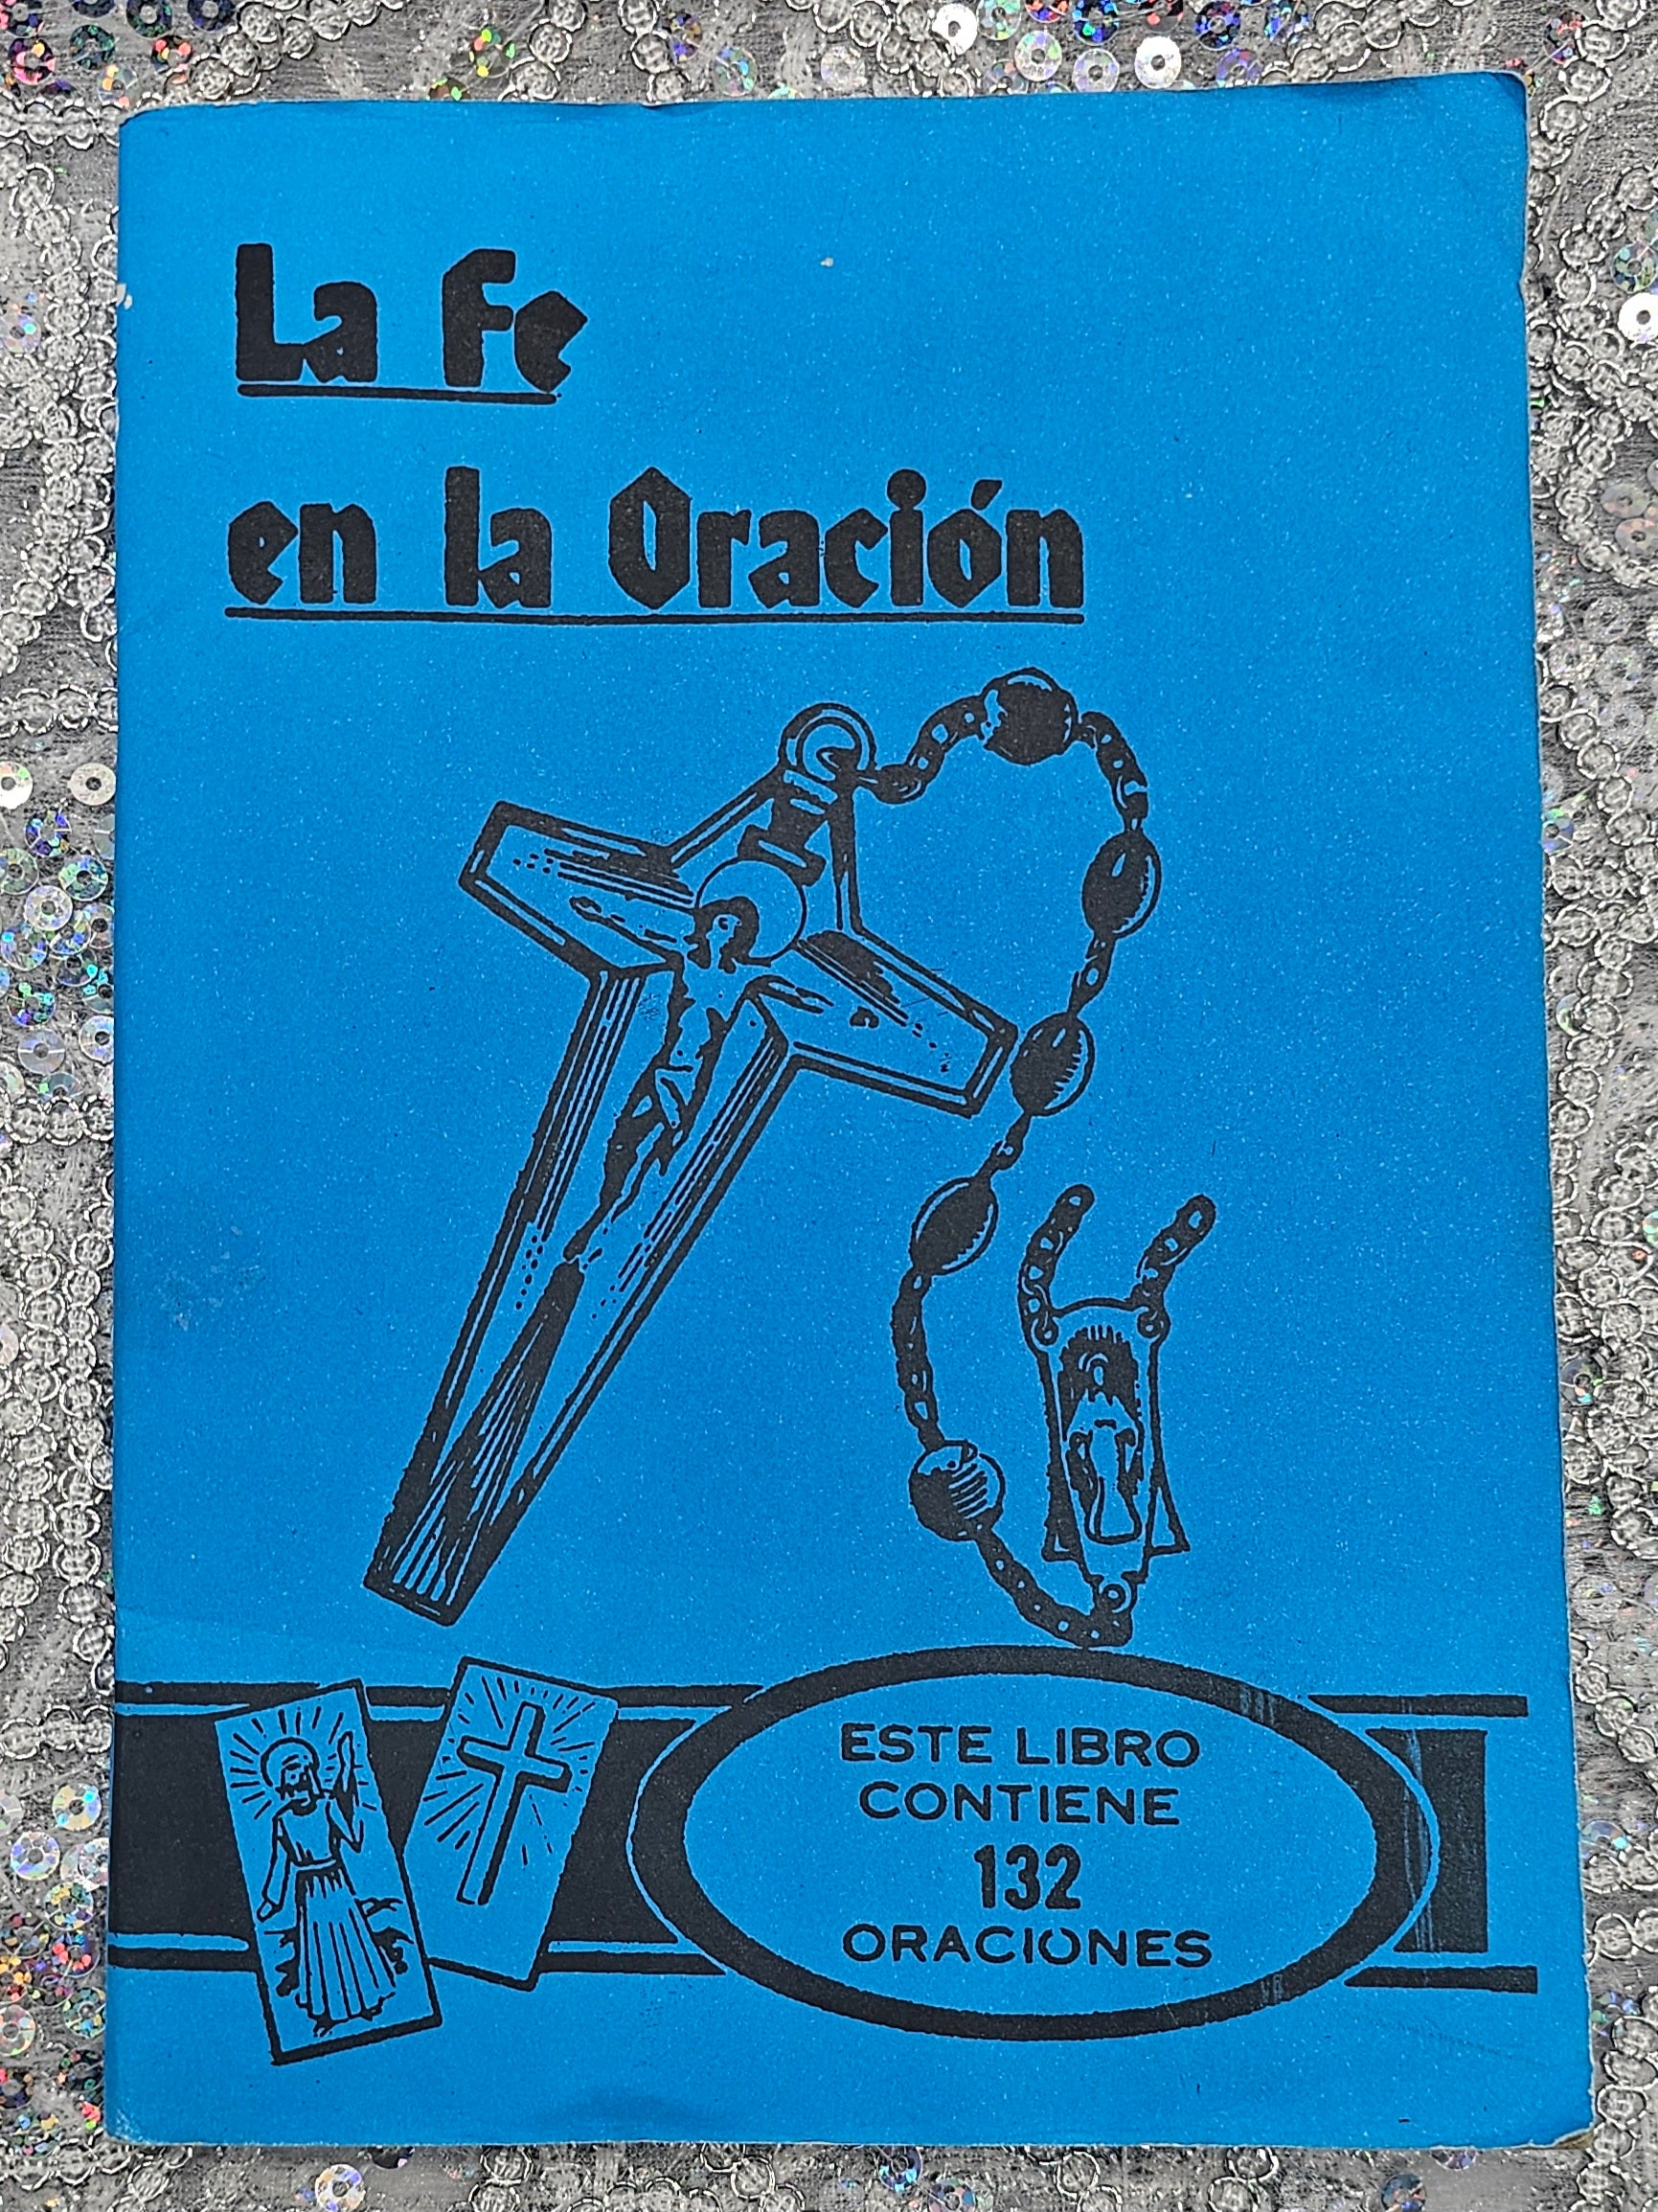 La Fe
en la Oración
ESTE LIBRO
CONTIENE
132
ORACIONES